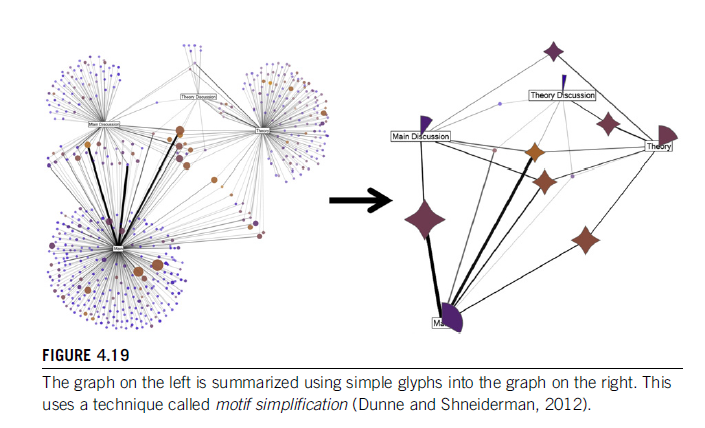 Theory Discussion
Main Discussion
Theory
Main
Theory Discussion
Main Discussion
Theory
Ma
FIGURE 4.19
The graph on the left is summarized using simple glyphs into the graph on the right. This
uses a technique called motif simplification (Dunne and Shneiderman, 2012).